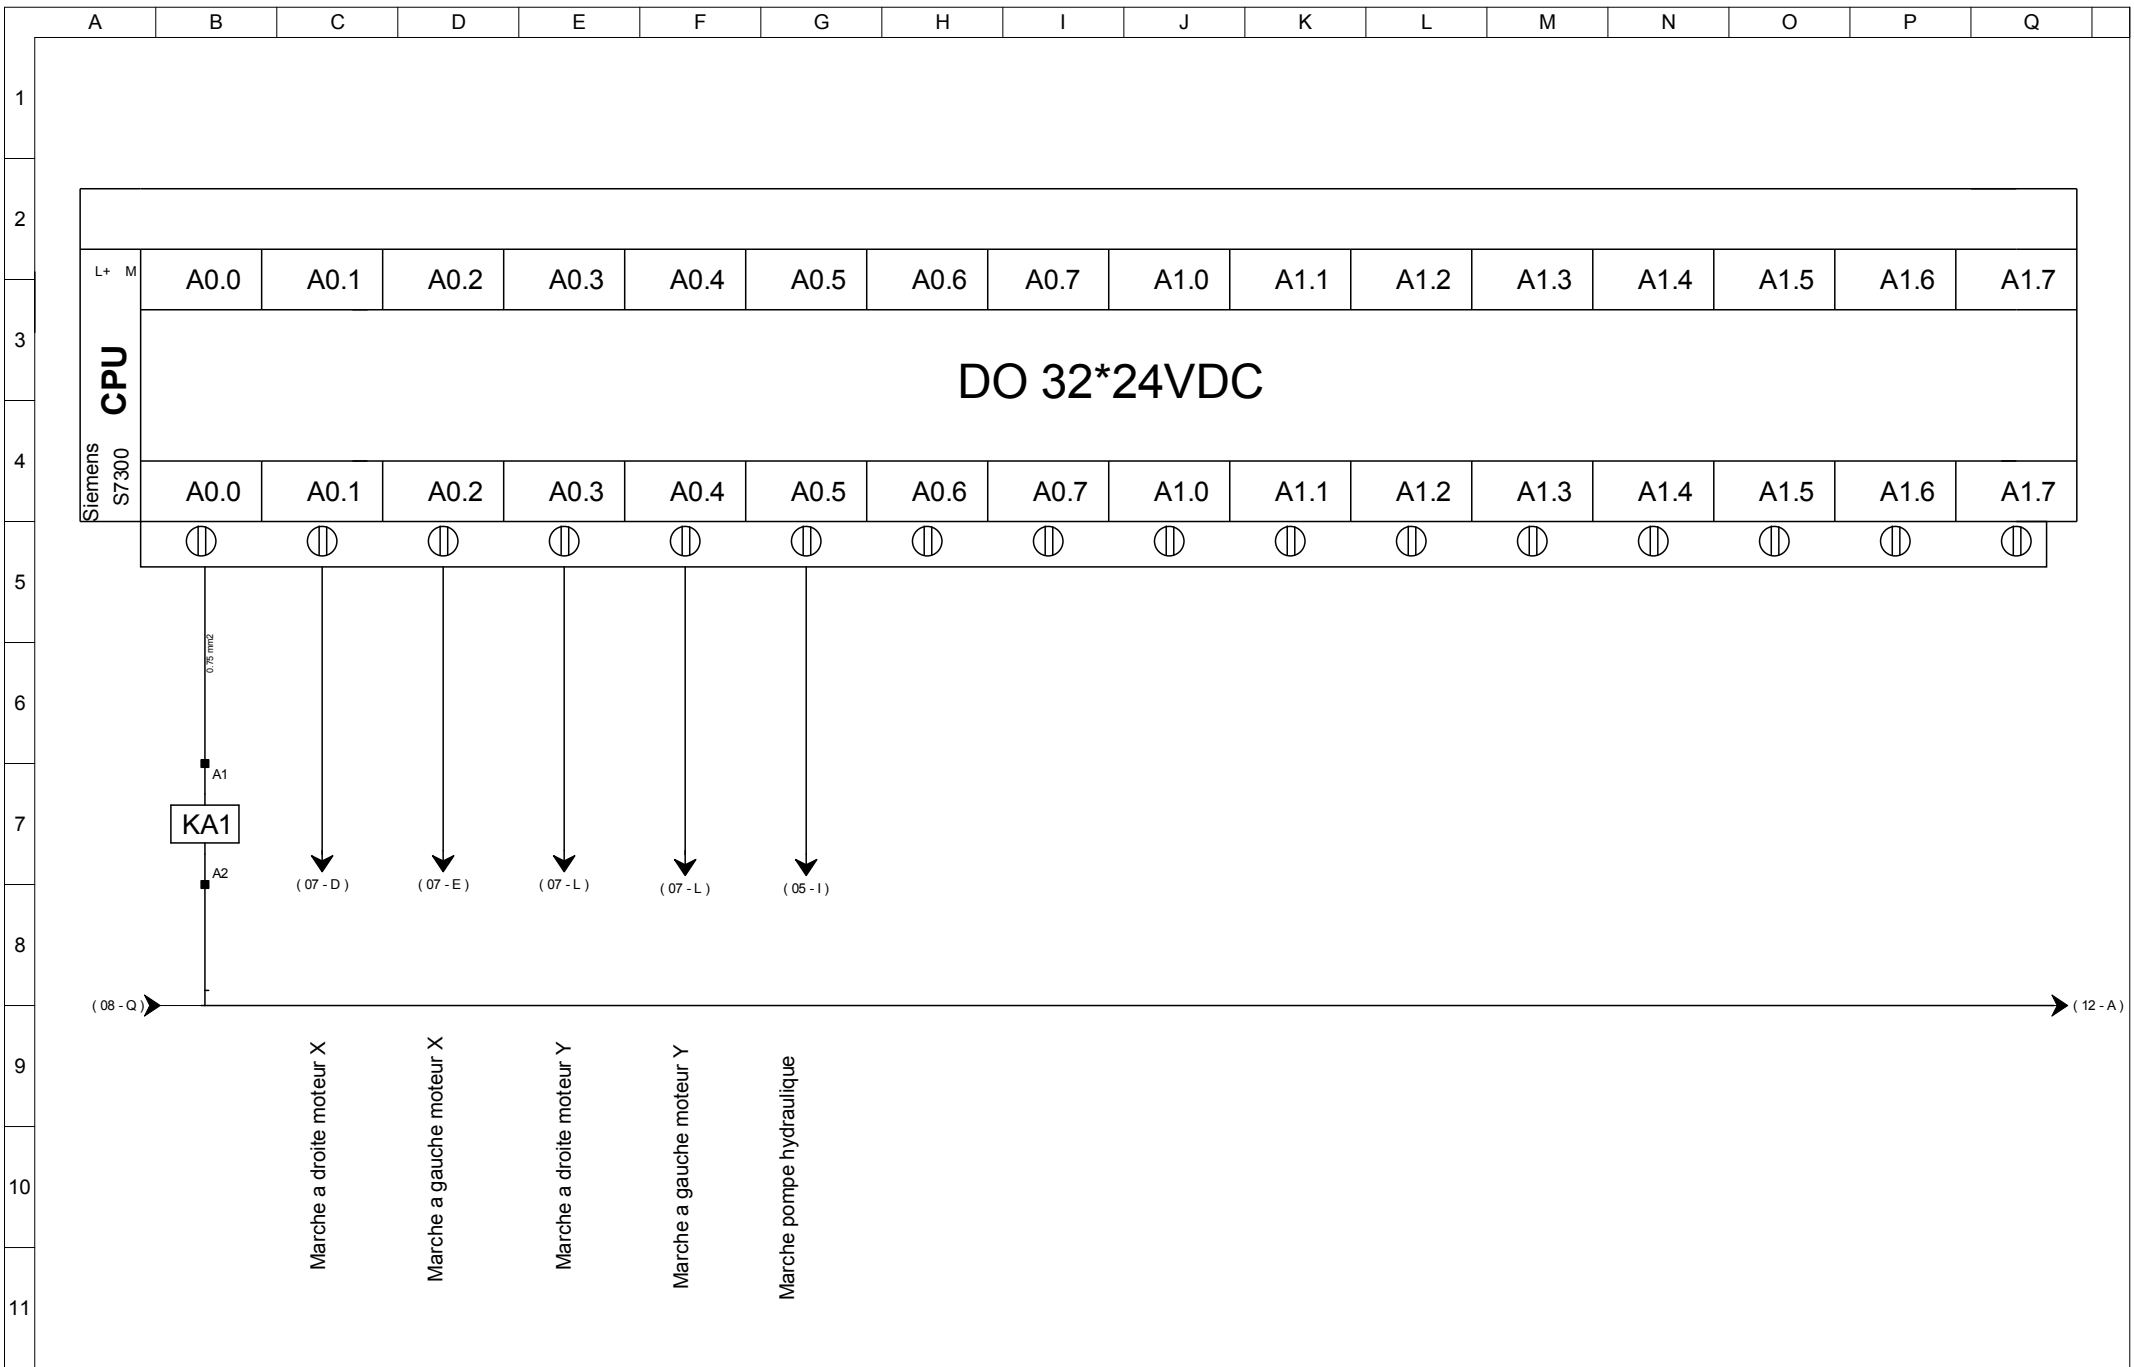 A B C D E F G H I J K L M N O P Q
1
2
L+ M A0.0 A0.1 A0.2 A0.3 A0.4 A0.5 A0.6 A0.7 A1.0 A1.1 A1.2 A1.3 A1.4 A1.5 A1.6 A1.7
3
CPU
DO 32*24VDC
4
Siemens
S7300
A0.0 A0.1 A0.2 A0.3 A0.4 A0.5 A0.6 A0.7 A1.0 A1.1 A1.2 A1.3 A1.4 A1.5 A1.6 A1.7
5
0.75 mm2
6
A1
7
KA1
A2
( 07 - D ) ( 07 - E ) ( 07 - L ) ( 07 - L ) ( 05 - I )
8
( 08 - Q ) ( 12 - A )
9
Marche a droite moteur X
Marche a gauche moteur X
Marche a droite moteur Y
Marche a gauche moteur Y
Marche pompe hydraulique
10
11